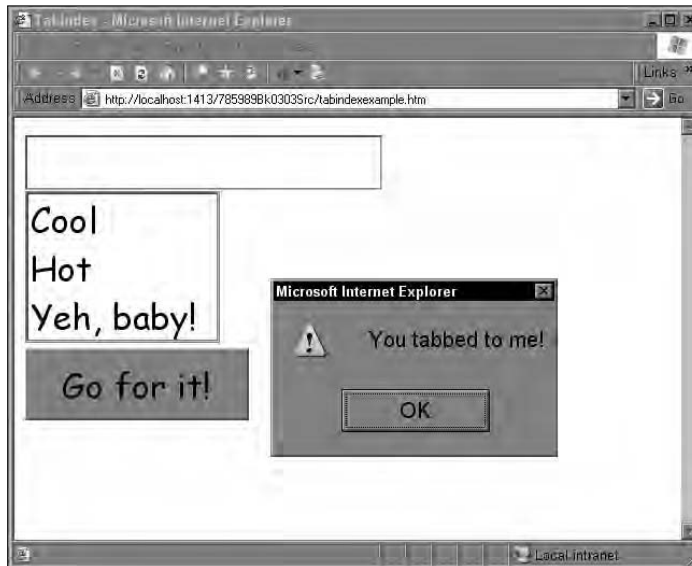 TabIndex - Microsoft Internet Explorer
Links »
Address http://localhost:1413/785989Bk0303Src/tabindexexample.htm Go
Cool
Hot
Yeh, baby!
Go for it!
Microsoft Internet Explorer
You tabbed to me!
OK
Local intranet